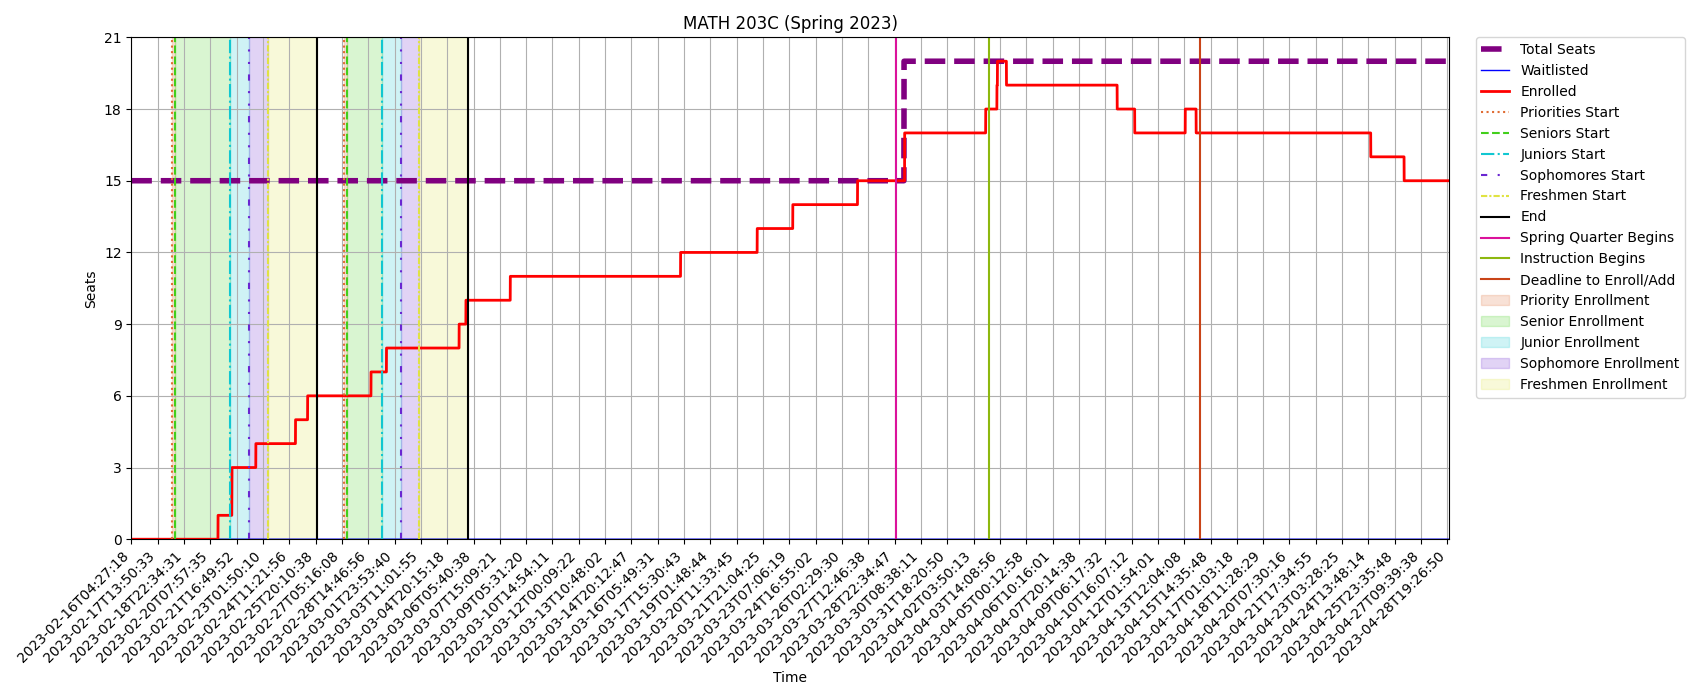 MATH 203C (Spring 2023)
21
18
15
12
9
6
3
0
Seats
2023-02-16T04:27:18
2023-02-17T13:50:33
2023-02-18T22:34:31
2023-02-20T07:57:35
2023-02-21T16:49:52
2023-02-23T01:50:10
2023-02-24T11:21:56
2023-02-25T20:10:38
2023-02-27T05:16:08
2023-02-28T14:46:56
2023-03-01T23:53:40
2023-03-03T11:01:55
2023-03-04T20:15:18
2023-03-06T05:40:38
2023-03-07T15:09:21
2023-03-09T05:31:20
2023-03-10T14:54:11
2023-03-12T00:09:22
2023-03-13T10:48:02
2023-03-14T20:12:47
2023-03-16T05:49:31
2023-03-17T15:30:43
2023-03-19T01:48:44
2023-03-20T11:33:45
2023-03-21T21:04:25
2023-03-23T07:06:19
2023-03-24T16:55:02
2023-03-26T02:29:30
2023-03-27T12:46:38
2023-03-28T22:34:47
2023-03-30T08:38:11
2023-03-31T18:20:50
2023-04-02T03:50:13
2023-04-03T14:08:56
2023-04-05T00:12:58
2023-04-06T10:16:01
2023-04-07T20:14:38
2023-04-09T06:17:32
2023-04-10T16:07:12
2023-04-12T01:54:01
2023-04-13T12:04:08
2023-04-15T14:35:48
2023-04-17T01:03:18
2023-04-18T11:28:29
2023-04-20T07:30:16
2023-04-21T17:34:55
2023-04-23T03:28:25
2023-04-24T13:48:14
2023-04-25T23:35:48
2023-04-27T09:39:38
2023-04-28T19:26:50
Time
Total Seats
Waitlisted
Enrolled
Priorities Start
Seniors Start
Juniors Start
Sophomores Start
Freshmen Start
End
Spring Quarter Begins
Instruction Begins
Deadline to Enroll/Add
Priority Enrollment
Senior Enrollment
Junior Enrollment
Sophomore Enrollment
Freshmen Enrollment